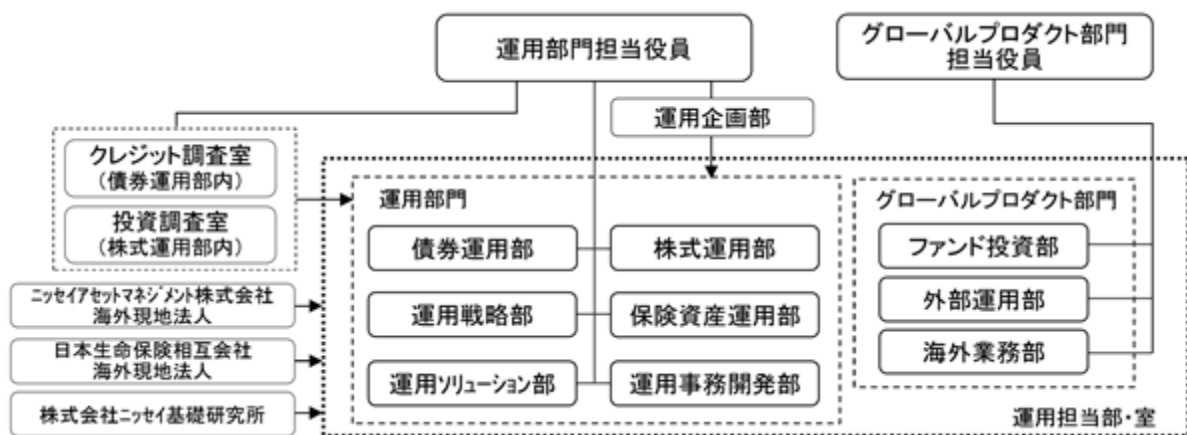 運用部門担当役員
グローバルプロダクト部門
担当役員
運用企画部
クレジット調査室
(債券運用部内)
投資調査室
(株式運用部内)
ニッセイアセットマネジメント株式会社
海外現地法人
日本生命保険相互会社
海外現地法人
株式会社ニッセイ基礎研究所
運用部門
債券運用部
株式運用部
運用戦略部
保険資産運用部
運用ソリューション部
運用事務開発部
グローバルプロダクト部門
ファンド投資部
外部運用部
海外業務部
運用担当部・室